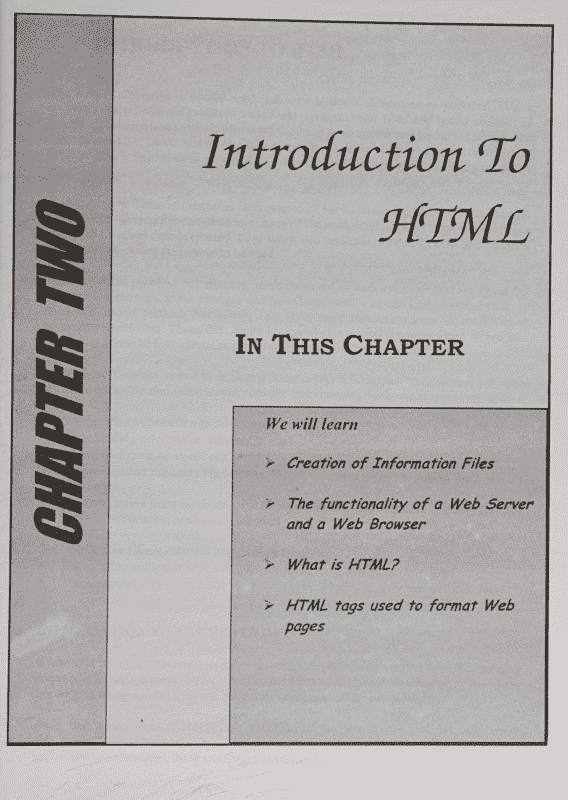 CHAPTER TWO
Introduction To
HTML
IN THIS CHAPTER
We will learn
➢ Creation of Information Files
➢ The functionality of a Web Server
and a Web Browser
➢ What is HTML?
➢ HTML tags used to format Web
pages